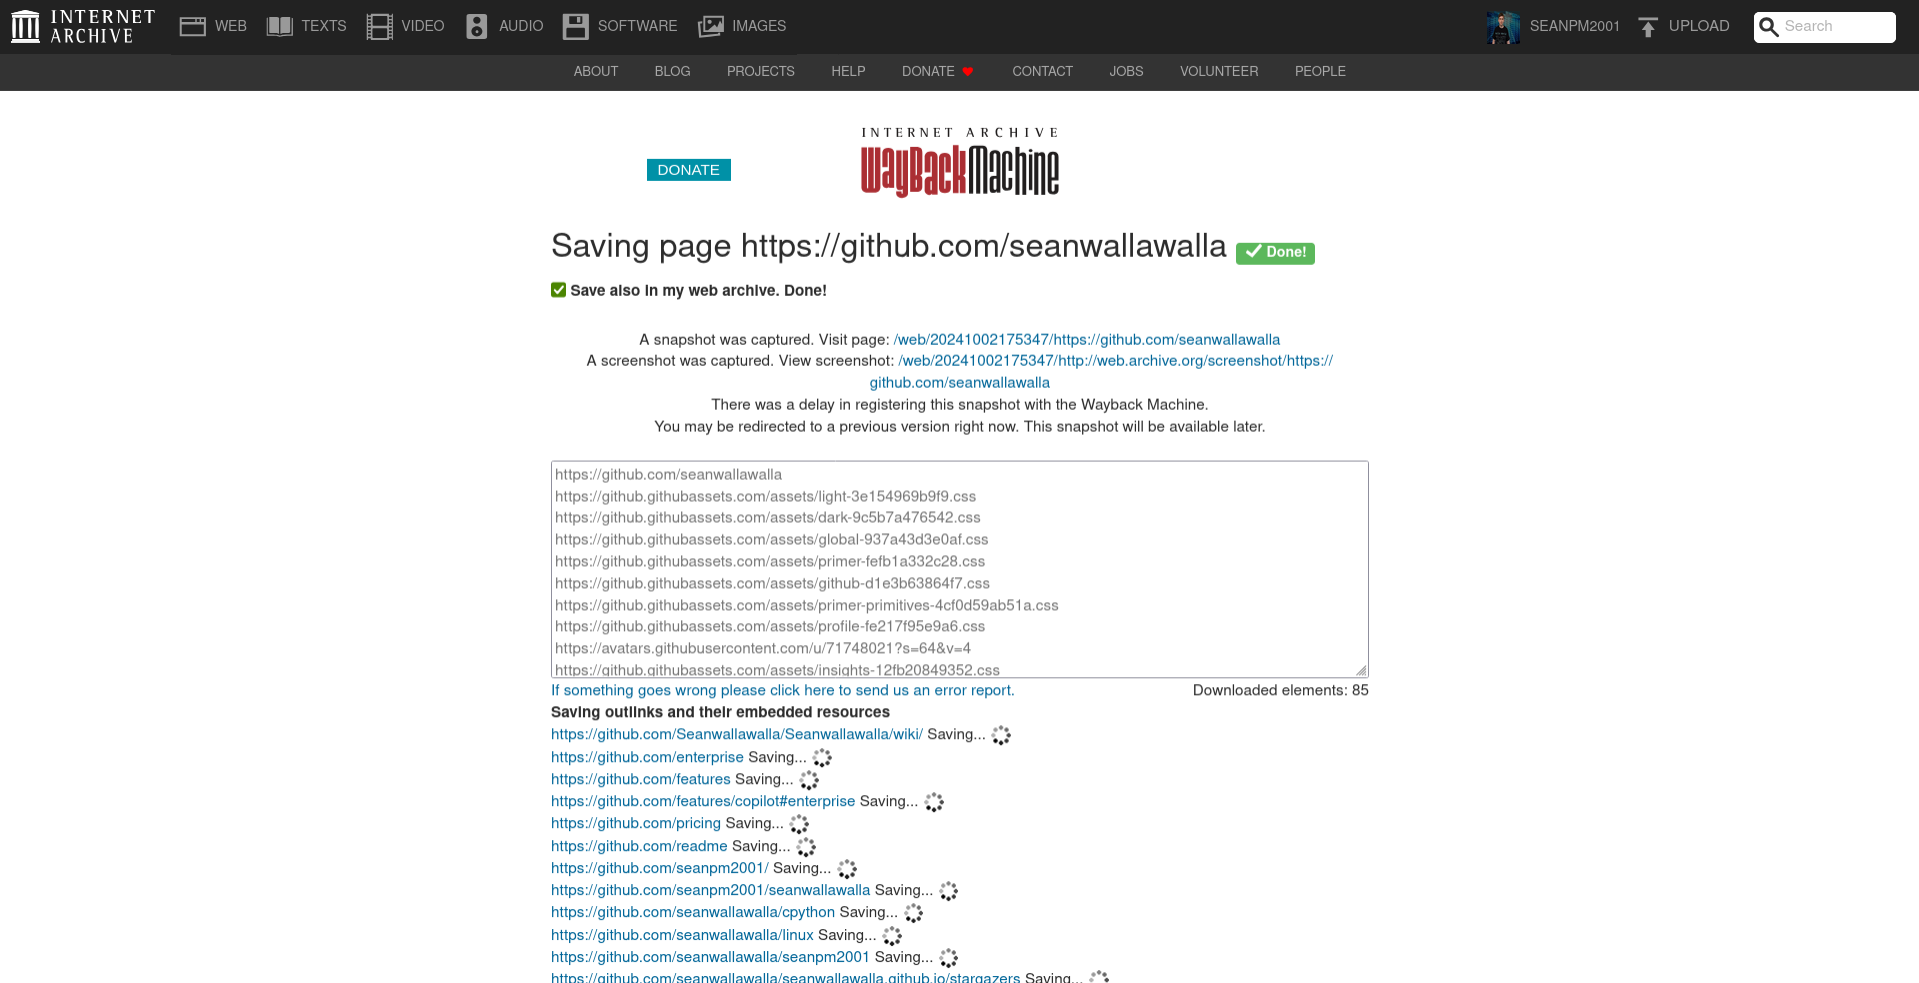 INTERNET ARCHIVE
WEB TEXTS VIDEO AUDIO SOFTWARE IMAGES SEANPM2001 UPLOAD Search
ABOUT BLOG PROJECTS HELP DONATE CONTACT JOBS VOLUNTEER PEOPLE
INTERNET ARCHIVE
WayBackMachine
DONATE
Saving page https://github.com/seanwallawalla Done!
Save also in my web archive. Done!
A snapshot was captured. Visit page: /web/20241002175347/https://github.com/seanwallawalla
A screenshot was captured. View screenshot: /web/20241002175347/http://web.archive.org/screenshot/https://
github.com/seanwallawalla
There was a delay in registering this snapshot with the Wayback Machine.
You may be redirected to a previous version right now. This snapshot will be available later.
https://github.com/seanwallawalla
https://github.githubassets.com/assets/light-3e154969b9f9.css
https://github.githubassets.com/assets/dark-9c5b7a476542.css
https://github.githubassets.com/assets/global-937a43d3e0af.css
https://github.githubassets.com/assets/primer-fefb1a332c28.css
https://github.githubassets.com/assets/github-d1e3b63864f7.css
https://github.githubassets.com/assets/primer-primitives-4cf0d59ab51a.css
https://github.githubassets.com/assets/profile-fe217f95e9a6.css
https://avatars.githubusercontent.com/u/71748021?s=64&v=4
https://github.githubassets.com/assets/insights-12fb20849352.css
If something goes wrong please click here to send us an error report. Downloaded elements: 85
Saving outlinks and their embedded resources
https://github.com/Seanwallawalla/Seanwallawalla/wiki/ Saving...
https://github.com/enterprise Saving...
https://github.com/features Saving...
https://github.com/features/copilot#enterprise Saving...
https://github.com/pricing Saving...
https://github.com/readme Saving...
https://github.com/seanpm2001/ Saving...
https://github.com/seanpm2001/seanwallawalla Saving...
https://github.com/seanwallawalla/cpython Saving...
https://github.com/seanwallawalla/linux Saving...
https://github.com/seanwallawalla/seanpm2001 Saving...
https://github.com/seanwallawalla/seanwallawalla.github.io/stargazers Saving...